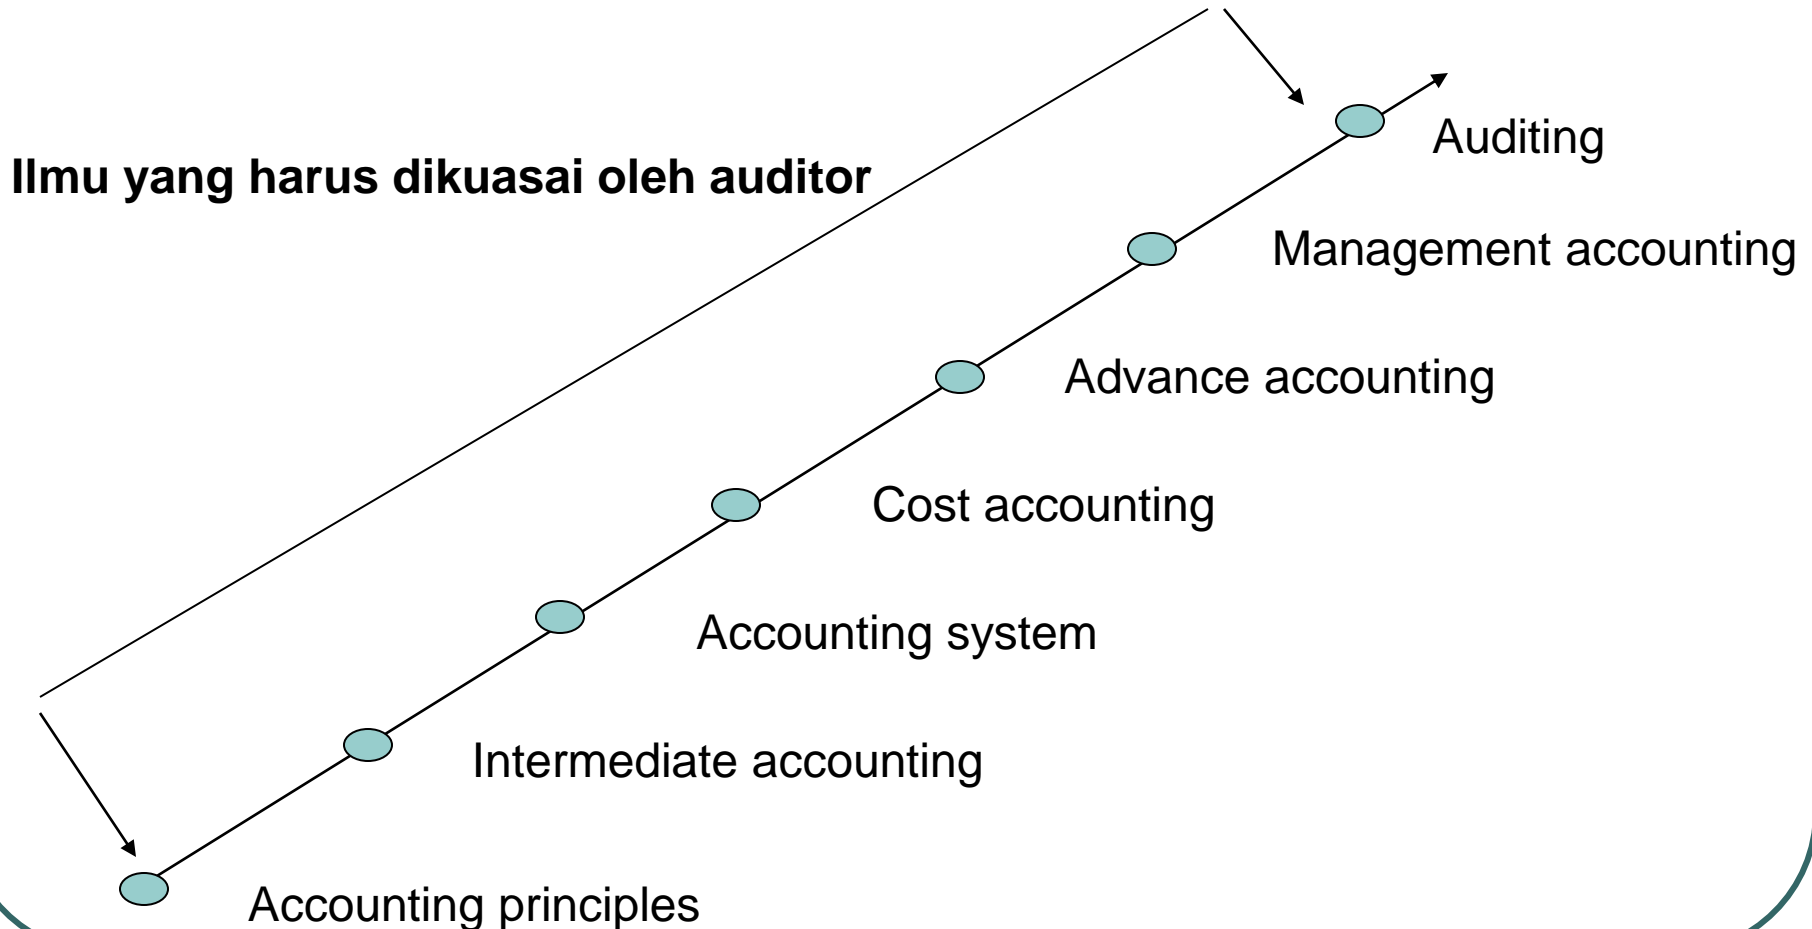 Auditing
Ilmu yang harus dikuasai oleh auditor
Management accounting
Advance accounting
Cost accounting
Accounting system
Intermediate accounting
Accounting principles